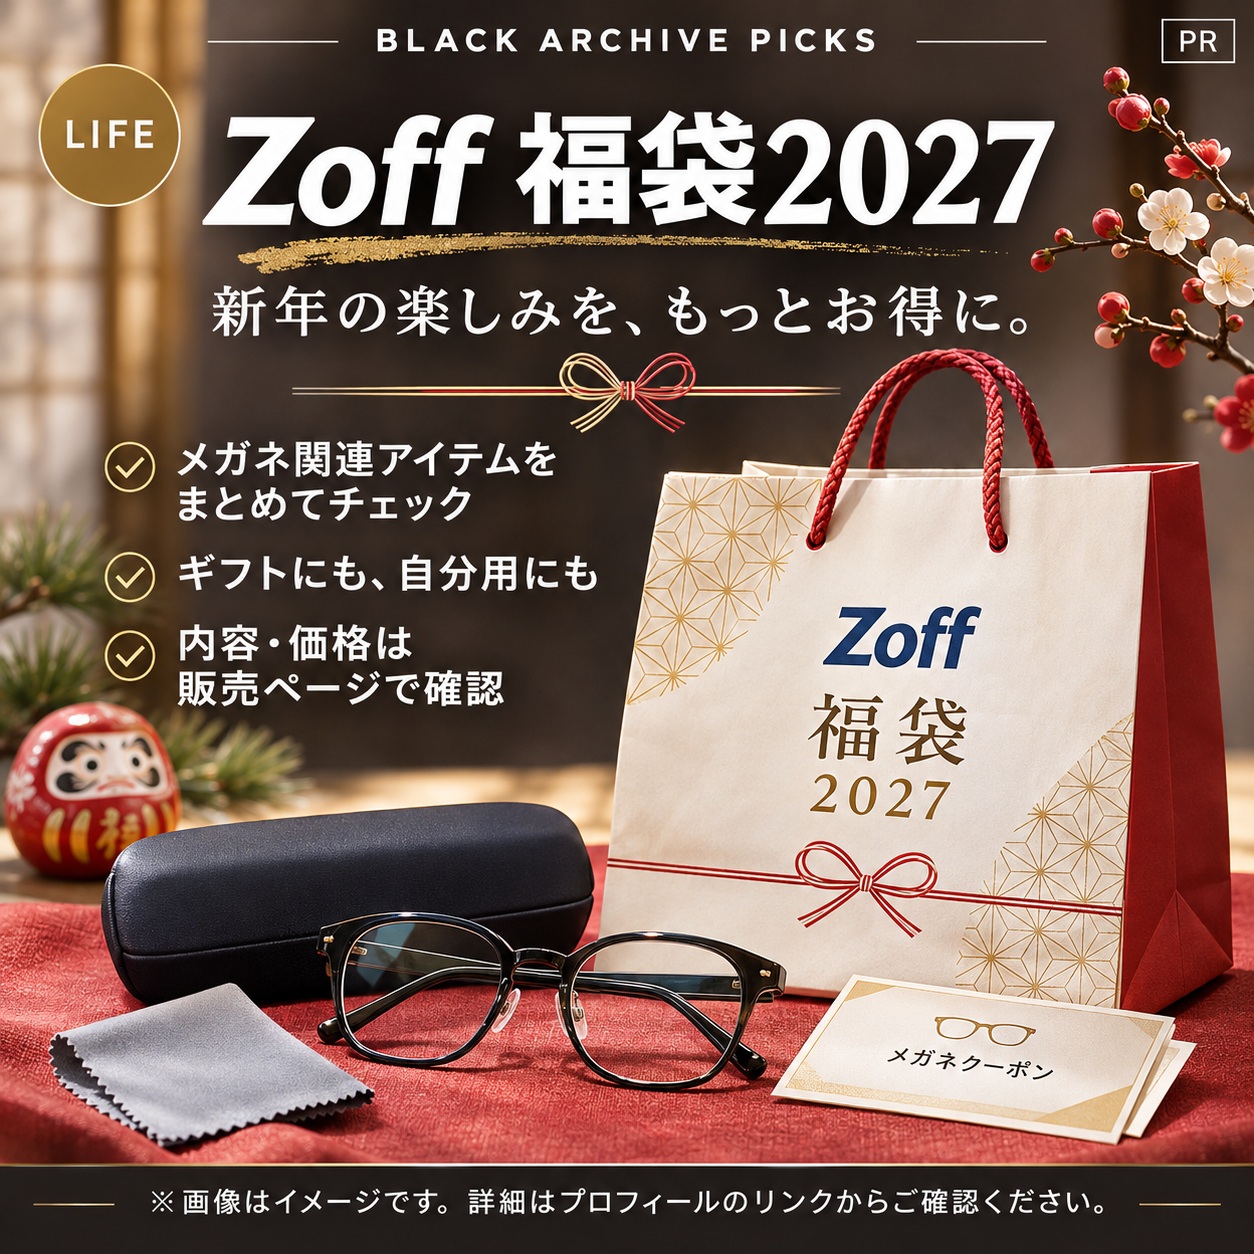 BLACK ARCHIVE PICKS
PR
LIFE
Zoff 福袋2027
新年の楽しみを、もっとお得に。
メガネ関連アイテムを
まとめてチェック
ギフトにも、自分用にも
内容・価格は
販売ページで確認
Zoff
福袋
2027
福
メガネクーポン
※画像はイメージです。詳細はプロフィールのリンクからご確認ください。